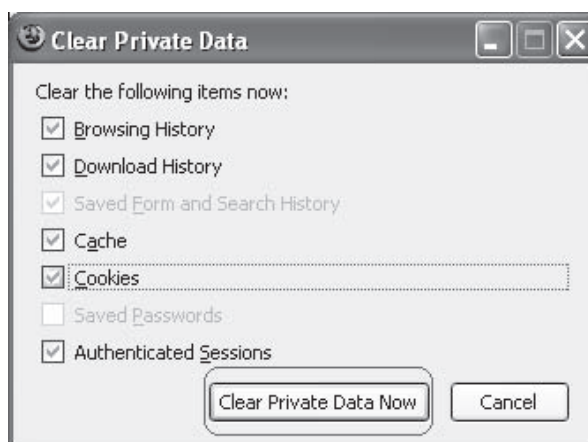 Clear Private Data
Clear the following items now:
Browsing History
Download History
Saved Form and Search History
Cache
Cookies
Saved Passwords
Authenticated Sessions
Clear Private Data Now Cancel